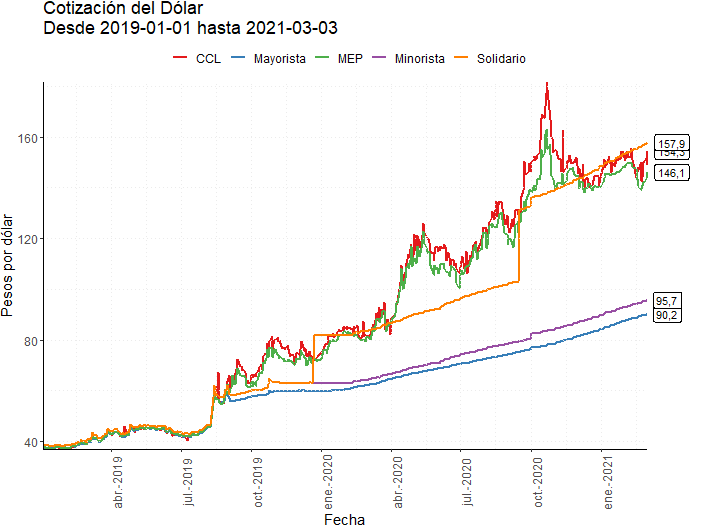 Cotización del Dólar
Desde 2019-01-01 hasta 2021-03-03
CCL Mayorista MEP Minorista Solidario
Pesos por dólar
160
120
80
40
157,9
154,3
146,1
95,7
90,2
abr.-2019
jul.-2019
oct.-2019
ene.-2020
abr.-2020
jul.-2020
oct.-2020
ene.-2021
Fecha